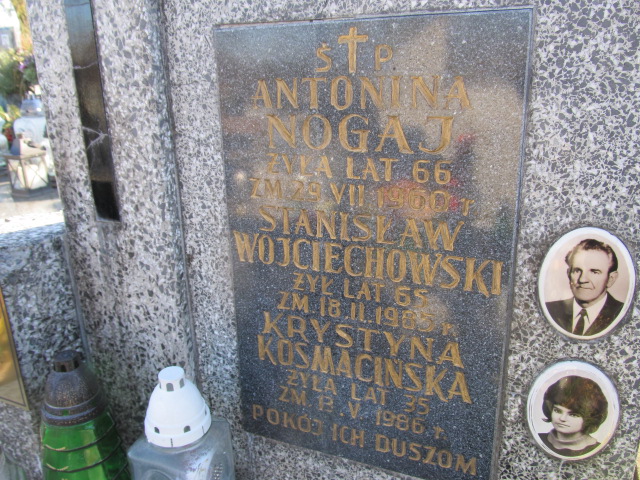 Ś † P.
ANTONINA
NOGAJ
ŻYŁA LAT 66
ZM 29 VII 1960 r
STANISŁAW
WOJCIECHOWSKI
ŻYŁ LAT 65
ZM 18.II.1985 r.
KRYSTYNA
KOSMACIŃSKA
ŻYŁA LAT 35
ZM. 13.V.1986 r.
POKÓJ ICH DUSZOM